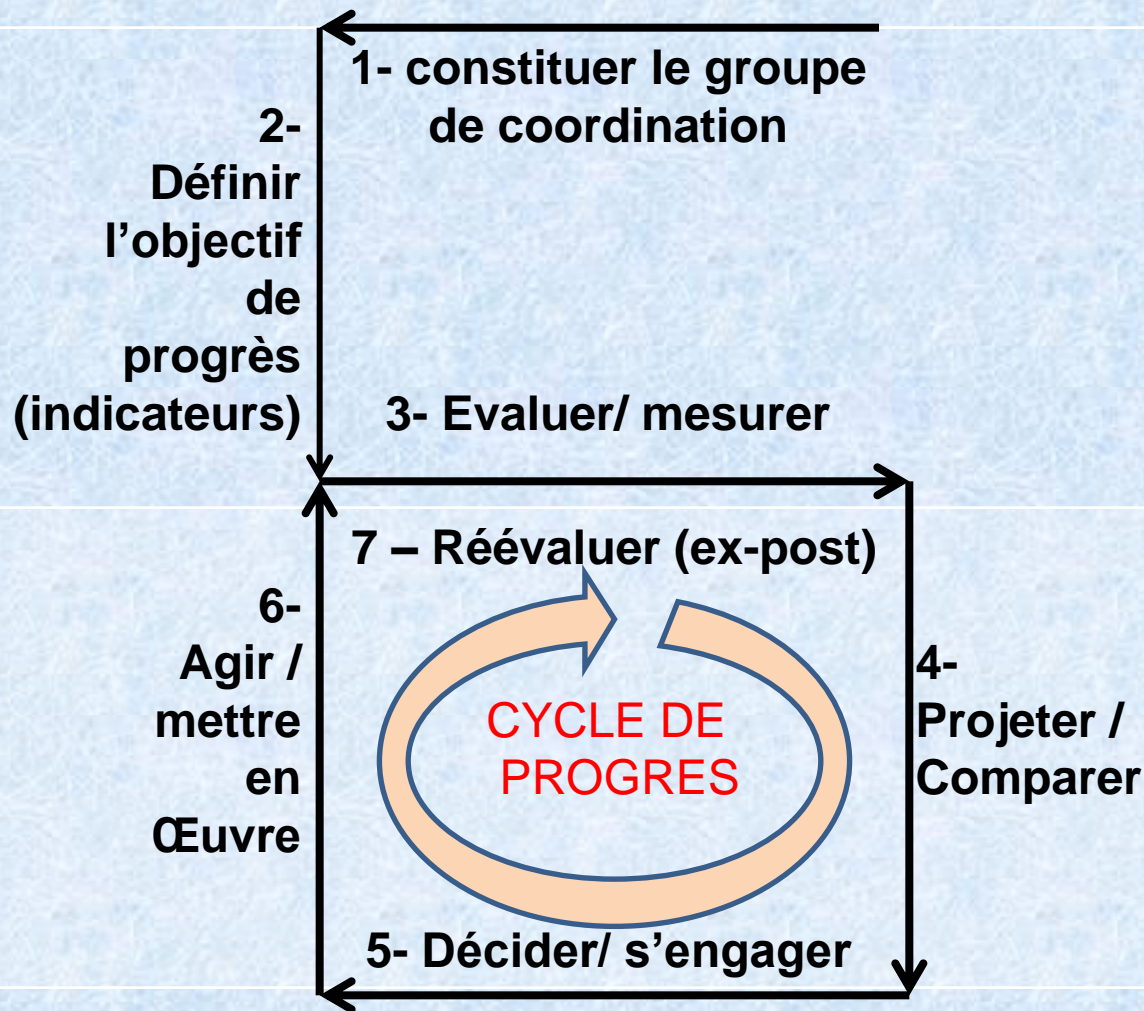 1- constituer le groupe
de coordination
2-
Définir
l’objectif
de
progrès
(indicateurs)
3- Evaluer/ mesurer
7 – Réévaluer (ex-post)
6-
Agir /
mettre
en
Œuvre
CYCLE DE
PROGRES
4-
Projeter /
Comparer
5- Décider/ s’engager